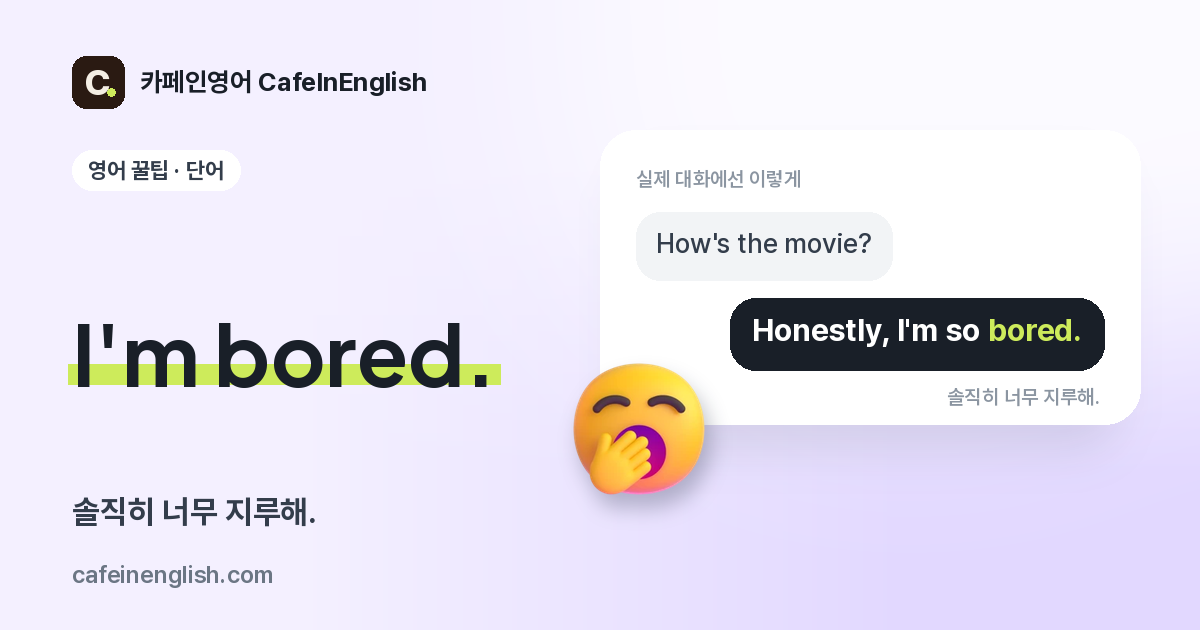 C
카페인영어 CafeInEnglish
영어 꿀팁 · 단어
I'm bored.
솔직히 너무 지루해.
cafeinenglish.com
실제 대화에선 이렇게
How's the movie?
Honestly, I'm so bored.
솔직히 너무 지루해.